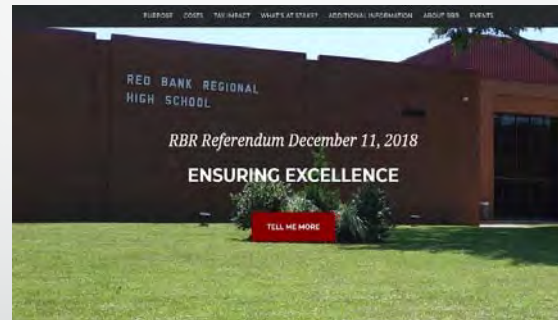 PURPOSE COSTS TAX IMPACT WHAT'S AT STAKE? ADDITIONAL INFORMATION ABOUT RBR EVENTS
RED BANK REGIONAL
HIGH SCHOOL
RBR Referendum December 11, 2018
ENSURING EXCELLENCE
TELL ME MORE